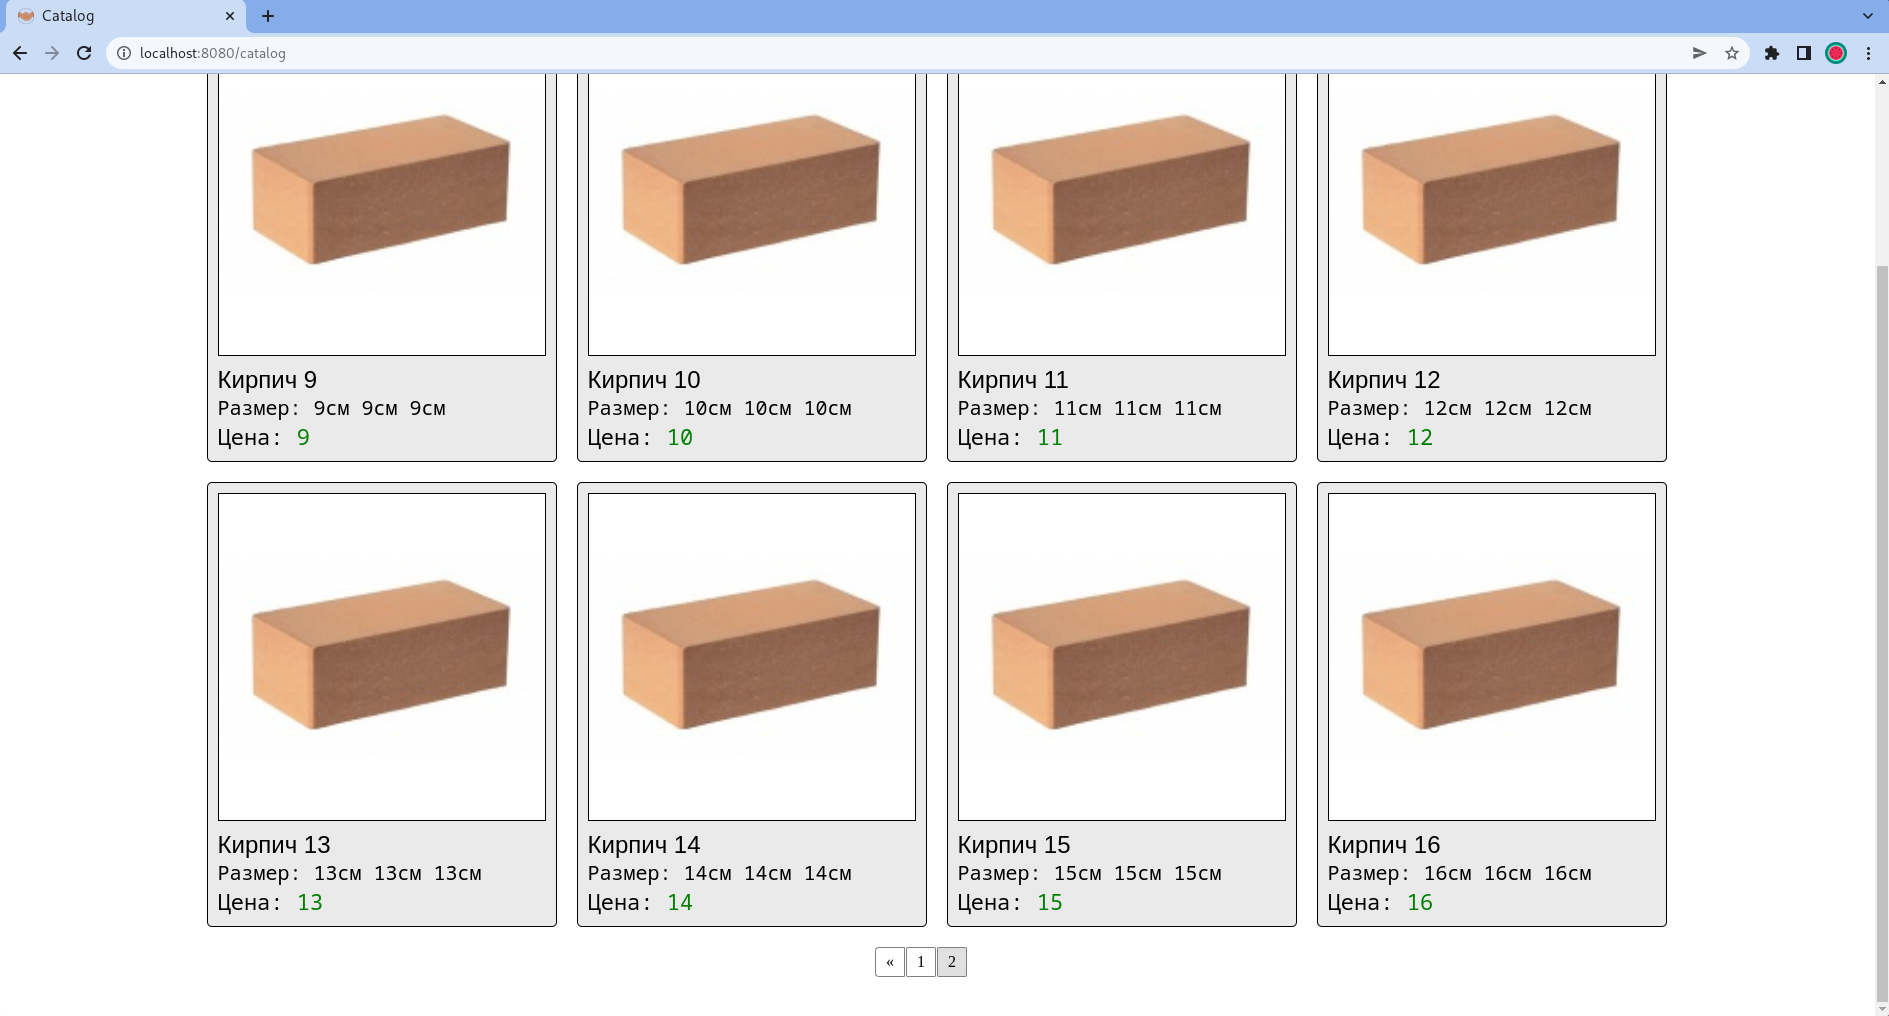 Catalog
localhost:8080/catalog
Кирпич 9
Размер: 9см 9см 9см
Цена: 9
Кирпич 10
Размер: 10см 10см 10см
Цена: 10
Кирпич 11
Размер: 11см 11см 11см
Цена: 11
Кирпич 12
Размер: 12см 12см 12см
Цена: 12
Кирпич 13
Размер: 13см 13см 13см
Цена: 13
Кирпич 14
Размер: 14см 14см 14см
Цена: 14
Кирпич 15
Размер: 15см 15см 15см
Цена: 15
Кирпич 16
Размер: 16см 16см 16см
Цена: 16
« 1 2